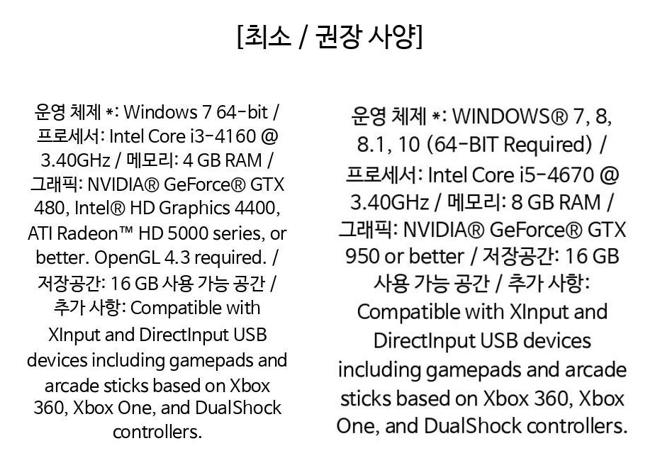 [최소 / 권장 사양]
운영 체제 *: Windows 7 64-bit /
프로세서: Intel Core i3-4160 @
3.40GHz / 메모리: 4 GB RAM /
그래픽: NVIDIA® GeForce® GTX
480, Intel® HD Graphics 4400,
ATI Radeon™ HD 5000 series, or
better. OpenGL 4.3 required. /
저장공간: 16 GB 사용 가능 공간 /
추가 사항: Compatible with
XInput and DirectInput USB
devices including gamepads and
arcade sticks based on Xbox
360, Xbox One, and DualShock
controllers.
운영 체제 *: WINDOWS® 7, 8,
8.1, 10 (64-BIT Required) /
프로세서: Intel Core i5-4670 @
3.40GHz / 메모리: 8 GB RAM /
그래픽: NVIDIA® GeForce® GTX
950 or better / 저장공간: 16 GB
사용 가능 공간 / 추가 사항:
Compatible with XInput and
DirectInput USB devices
including gamepads and arcade
sticks based on Xbox 360, Xbox
One, and DualShock controllers.